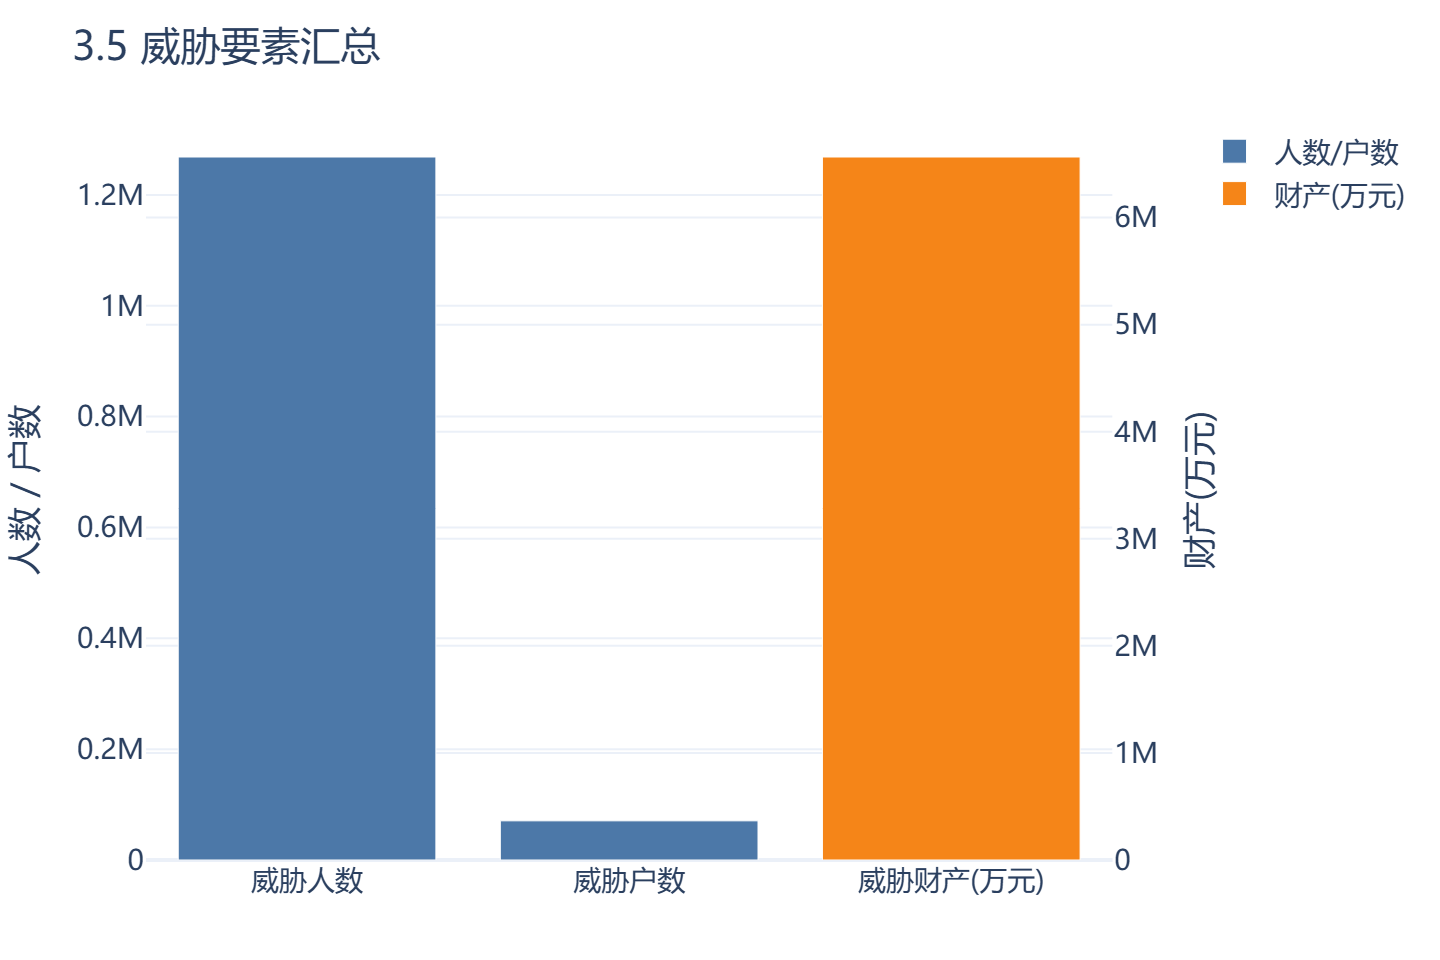 3.5 威胁要素汇总
人数/户数
财产(万元)
人数 / 户数
1.2M
1M
0.8M
0.6M
0.4M
0.2M
0
6M
5M
4M
3M
2M
1M
0
财产(万元)
威胁人数
威胁户数
威胁财产(万元)